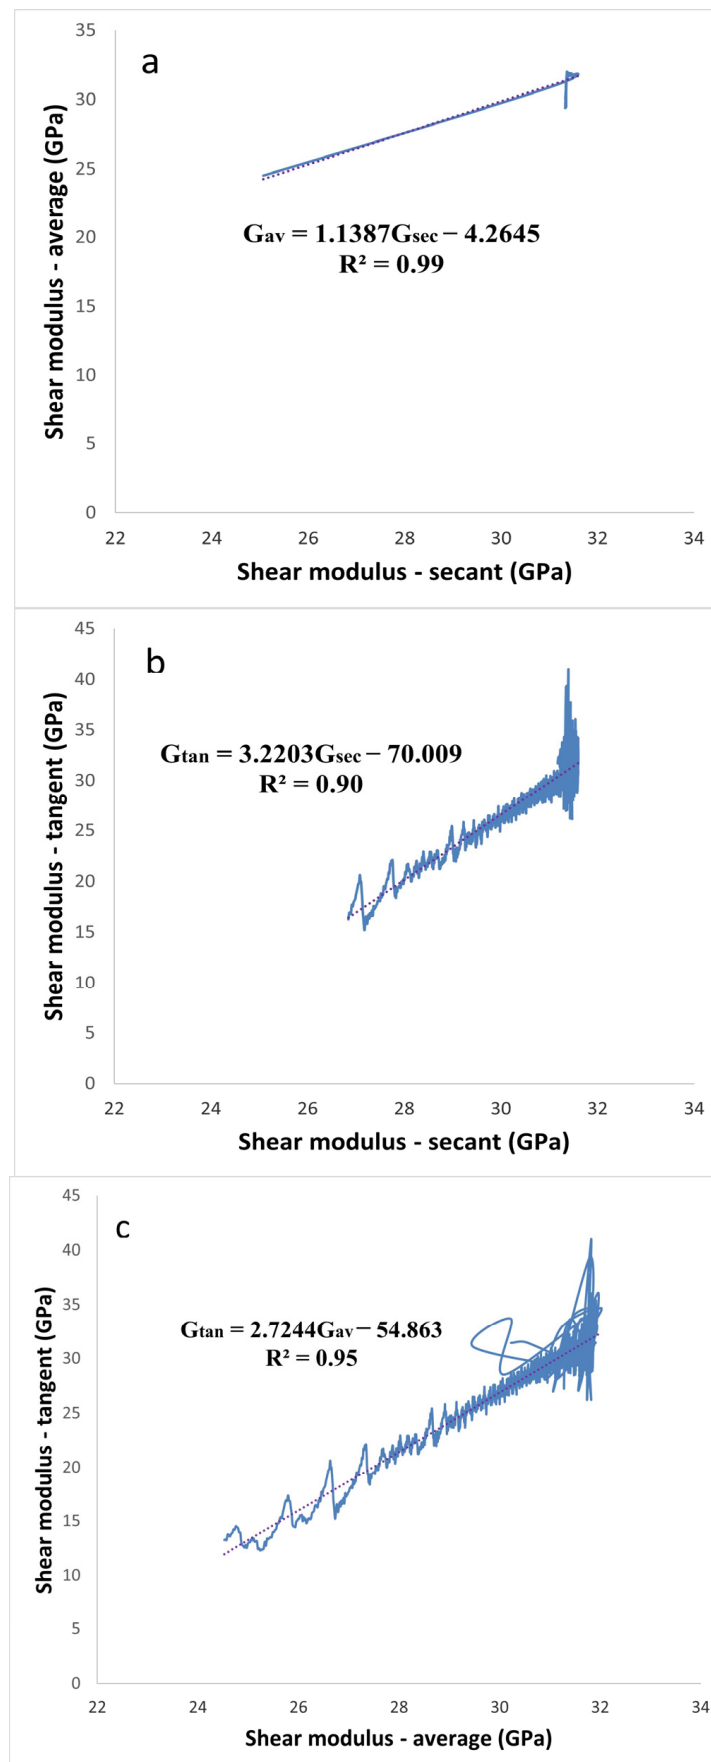 a
35
30
25
20
15
10
5
0
Shear modulus - average (GPa)
Gav = 1.1387Gsec − 4.2645
R² = 0.99
22 24 26 28 30 32 34
Shear modulus - secant (GPa)
b
45
40
35
30
25
20
15
10
5
0
Shear modulus - tangent (GPa)
Gtan = 3.2203Gsec − 70.009
R² = 0.90
22 24 26 28 30 32 34
Shear modulus - secant (GPa)
c
45
40
35
30
25
20
15
10
5
0
Shear modulus - tangent (GPa)
Gtan = 2.7244Gav − 54.863
R² = 0.95
22 24 26 28 30 32 34
Shear modulus - average (GPa)